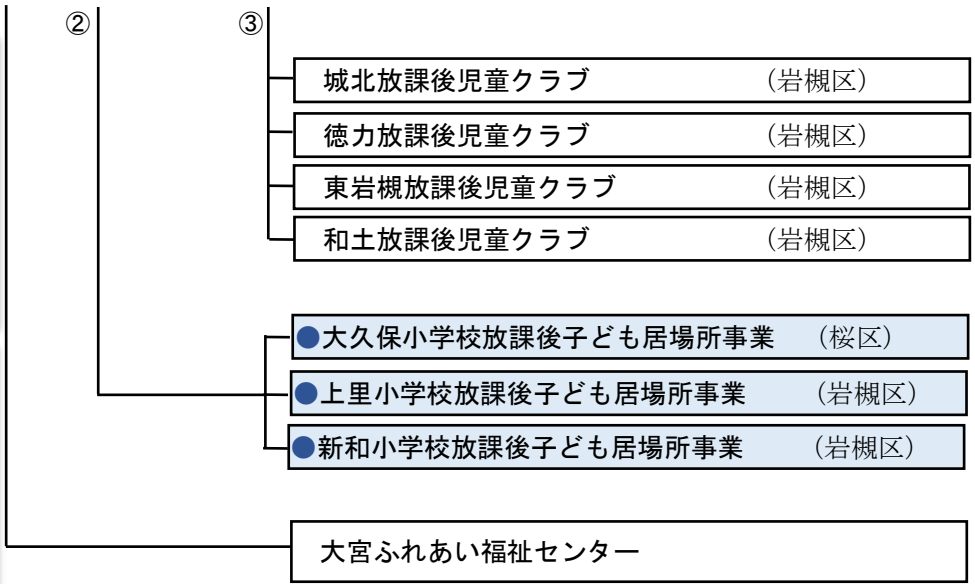 ② ③
城北放課後児童クラブ （岩槻区）
徳力放課後児童クラブ （岩槻区）
東岩槻放課後児童クラブ （岩槻区）
和土放課後児童クラブ （岩槻区）
●大久保小学校放課後子ども居場所事業 （桜区）
●上里小学校放課後子ども居場所事業 （岩槻区）
●新和小学校放課後子ども居場所事業 （岩槻区）
大宮ふれあい福祉センター